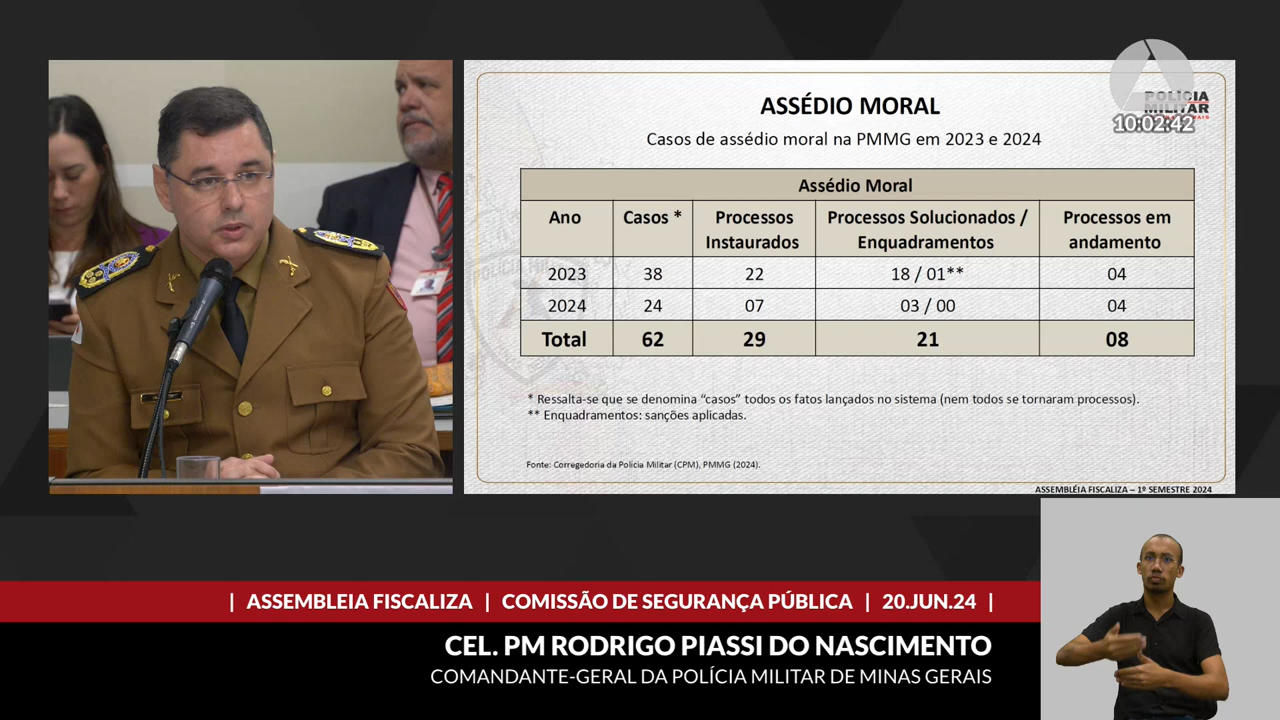 POLÍCIA
MILITAR
10:02:42
ASSÉDIO MORAL
Casos de assédio moral na PMMG em 2023 e 2024
Assédio Moral
Ano Casos * Processos Instaurados Processos Solucionados / Enquadramentos Processos em andamento
2023 38 22 18 / 01** 04
2024 24 07 03 / 00 04
Total 62 29 21 08
* Ressalta-se que se denomina “casos” todos os fatos lançados no sistema (nem todos se tornaram processos).
** Enquadramentos: sanções aplicadas.
Fonte: Corregedoria da Polícia Militar (CPM), PMMG (2024).
ASSEMBLÉIA FISCALIZA – 1º SEMESTRE 2024
| ASSEMBLEIA FISCALIZA | COMISSÃO DE SEGURANÇA PÚBLICA | 20.JUN.24 |
CEL. PM RODRIGO PIASSI DO NASCIMENTO
COMANDANTE-GERAL DA POLÍCIA MILITAR DE MINAS GERAIS